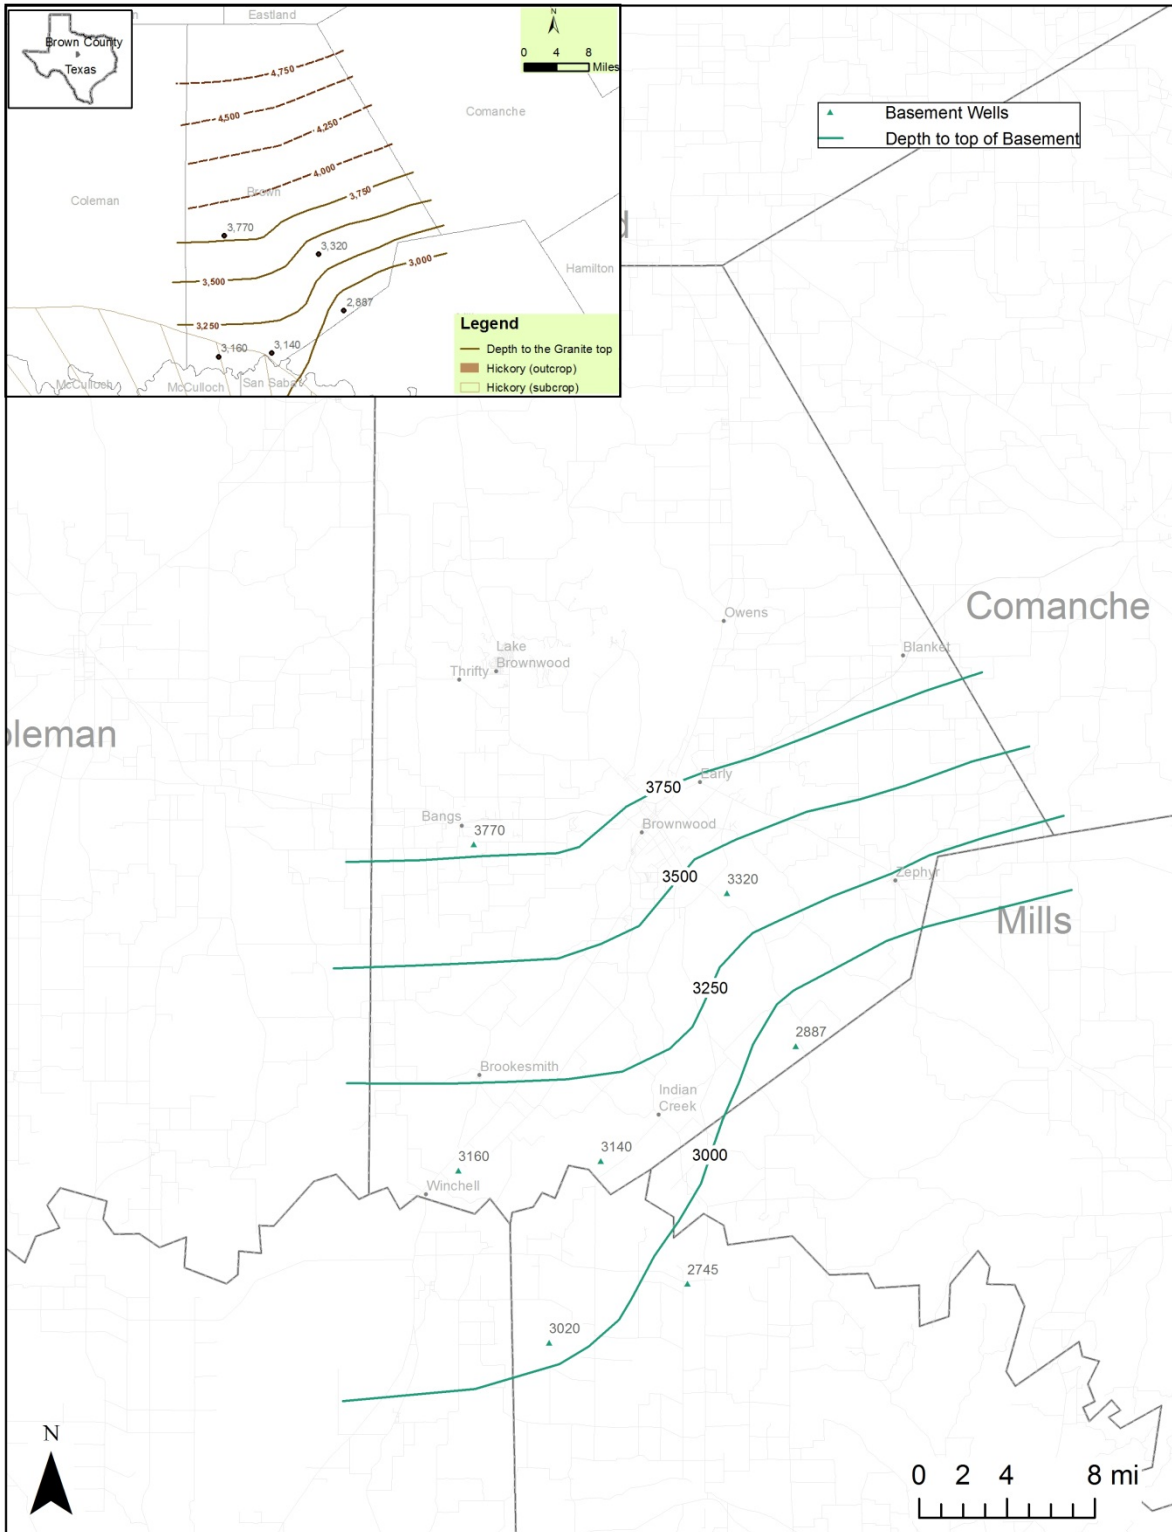 Eastland
Brown County
Texas
N
0 4 8
Miles
4,750
4,500
4,250
4,000
3,750
Comanche
Coleman
Brown
3,770
3,320
3,500
3,000
Hamilton
2,887
3,250
3,160
3,140
McCulloch
McCulloch
San Saba
Legend
Depth to the Granite top
Hickory (outcrop)
Hickory (subcrop)
Basement Wells
Depth to top of Basement
d
Owens
Comanche
Lake
Brownwood
Thrifty
Blanket
oleman
Early
3750
Bangs
Brownwood
3770
3500
3320
Zephyr
Mills
3250
2887
Brookesmith
Indian
Creek
3140
3000
3160
Winchell
2745
3020
N
0 2 4 8 mi